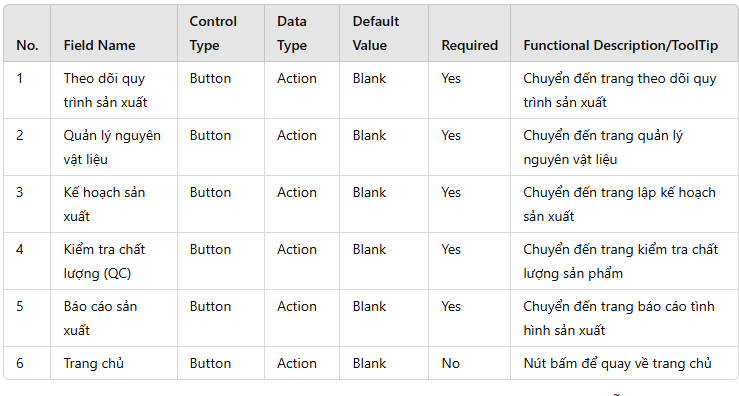 No. Field Name Control Type Data Type Default Value Required Functional Description/ToolTip
1 Theo dõi quy trình sản xuất Button Action Blank Yes Chuyển đến trang theo dõi quy trình sản xuất
2 Quản lý nguyên vật liệu Button Action Blank Yes Chuyển đến trang quản lý nguyên vật liệu
3 Kế hoạch sản xuất Button Action Blank Yes Chuyển đến trang lập kế hoạch sản xuất
4 Kiểm tra chất lượng (QC) Button Action Blank Yes Chuyển đến trang kiểm tra chất lượng sản phẩm
5 Báo cáo sản xuất Button Action Blank Yes Chuyển đến trang báo cáo tình hình sản xuất
6 Trang chủ Button Action Blank No Nút bấm để quay về trang chủ